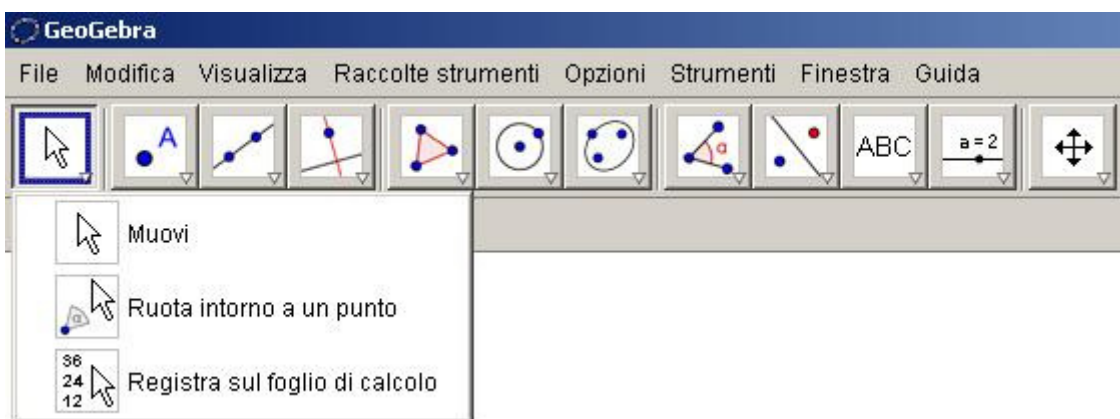 GeoGebra
File Modifica Visualizza Raccolte strumenti Opzioni Strumenti Finestra Guida
A α ABC a=2
Muovi
α Ruota intorno a un punto
36
24
12
Registra sul foglio di calcolo